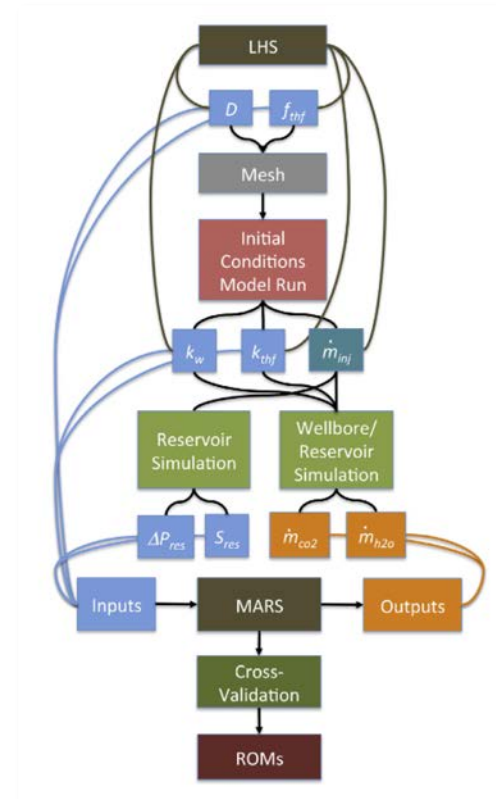 LHS
D f_thf
Mesh
Initial
Conditions
Model Run
k_w k_thf ṁ_inj
Reservoir
Simulation
Wellbore/
Reservoir
Simulation
ΔP_res S_res ṁ_co2 ṁ_h2o
Inputs MARS Outputs
Cross-
Validation
ROMs